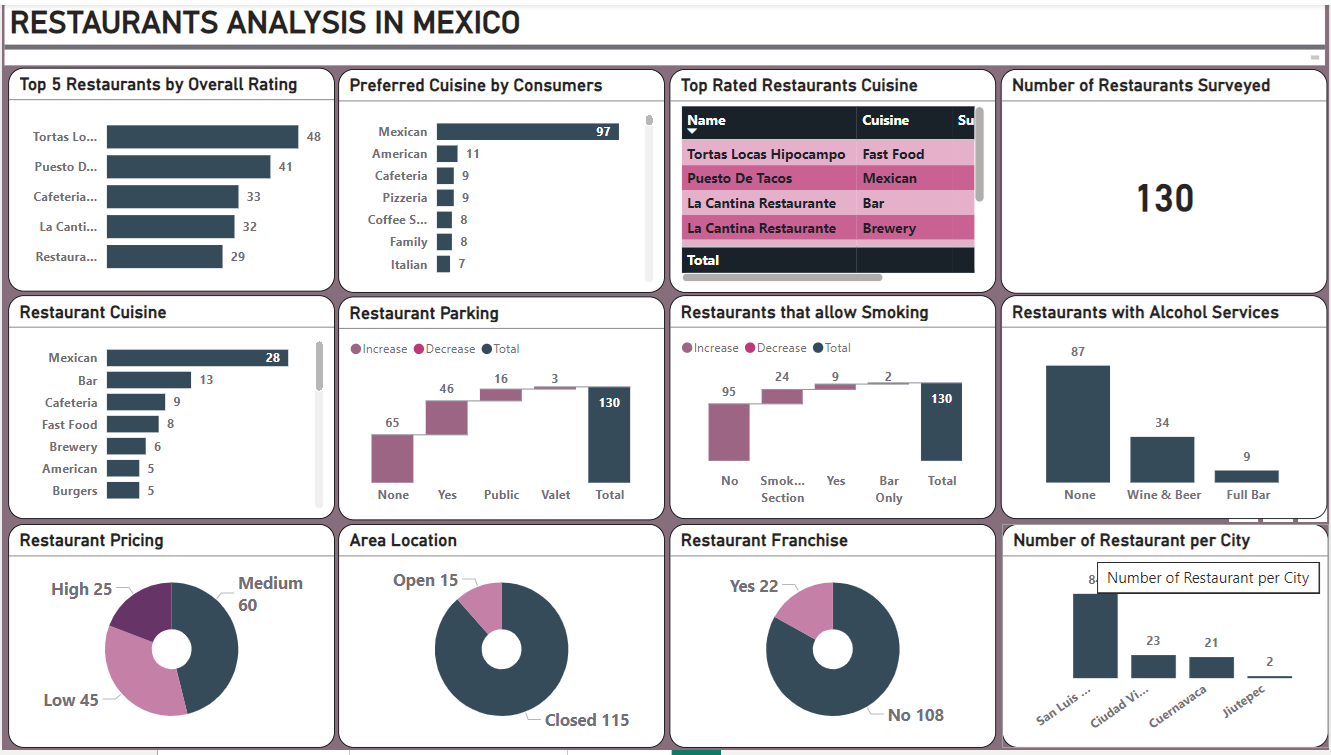 RESTAURANTS ANALYSIS IN MEXICO
Top 5 Restaurants by Overall Rating
Tortas Lo... 48
Puesto D... 41
Cafeteria... 33
La Canti... 32
Restaura... 29
Preferred Cuisine by Consumers
Mexican 97
American 11
Cafeteria 9
Pizzeria 9
Coffee S... 8
Family 8
Italian 7
Top Rated Restaurants Cuisine
Name Cuisine Su
Tortas Locas Hipocampo Fast Food
Puesto De Tacos Mexican
La Cantina Restaurante Bar
La Cantina Restaurante Brewery
Total
Number of Restaurants Surveyed
130
Restaurant Cuisine
Mexican 28
Bar 13
Cafeteria 9
Fast Food 8
Brewery 6
American 5
Burgers 5
Restaurant Parking
Increase Decrease Total
65 46 16 3 130
None Yes Public Valet Total
Restaurants that allow Smoking
Increase Decrease Total
95 24 9 2 130
No Smok... Yes Bar Total
Section Only
Restaurants with Alcohol Services
87 34 9
None Wine & Beer Full Bar
Restaurant Pricing
High 25
Medium
60
Low 45
Area Location
Open 15
Closed 115
Restaurant Franchise
Yes 22
No 108
Number of Restaurant per City
Number of Restaurant per City
23 21 2
San Luis ... Ciudad Vi... Cuernavaca Jiutepec